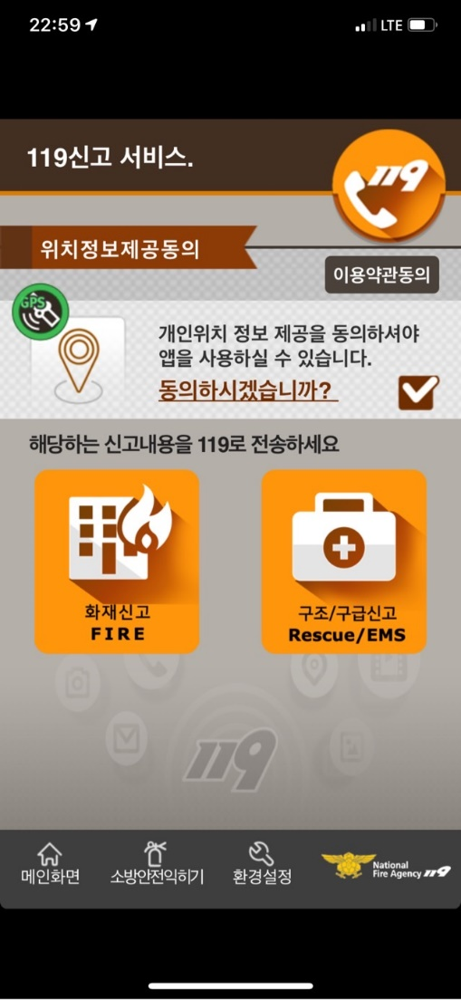 22:59
LTE
119신고 서비스.
119
위치정보제공동의
이용약관동의
GPS
개인위치 정보 제공을 동의하셔야
앱을 사용하실 수 있습니다.
동의하시겠습니까?
해당하는 신고내용을 119로 전송하세요
화재신고
FIRE
구조/구급신고
Rescue/EMS
119
메인화면
소방안전익히기
환경설정
National
Fire Agency 119